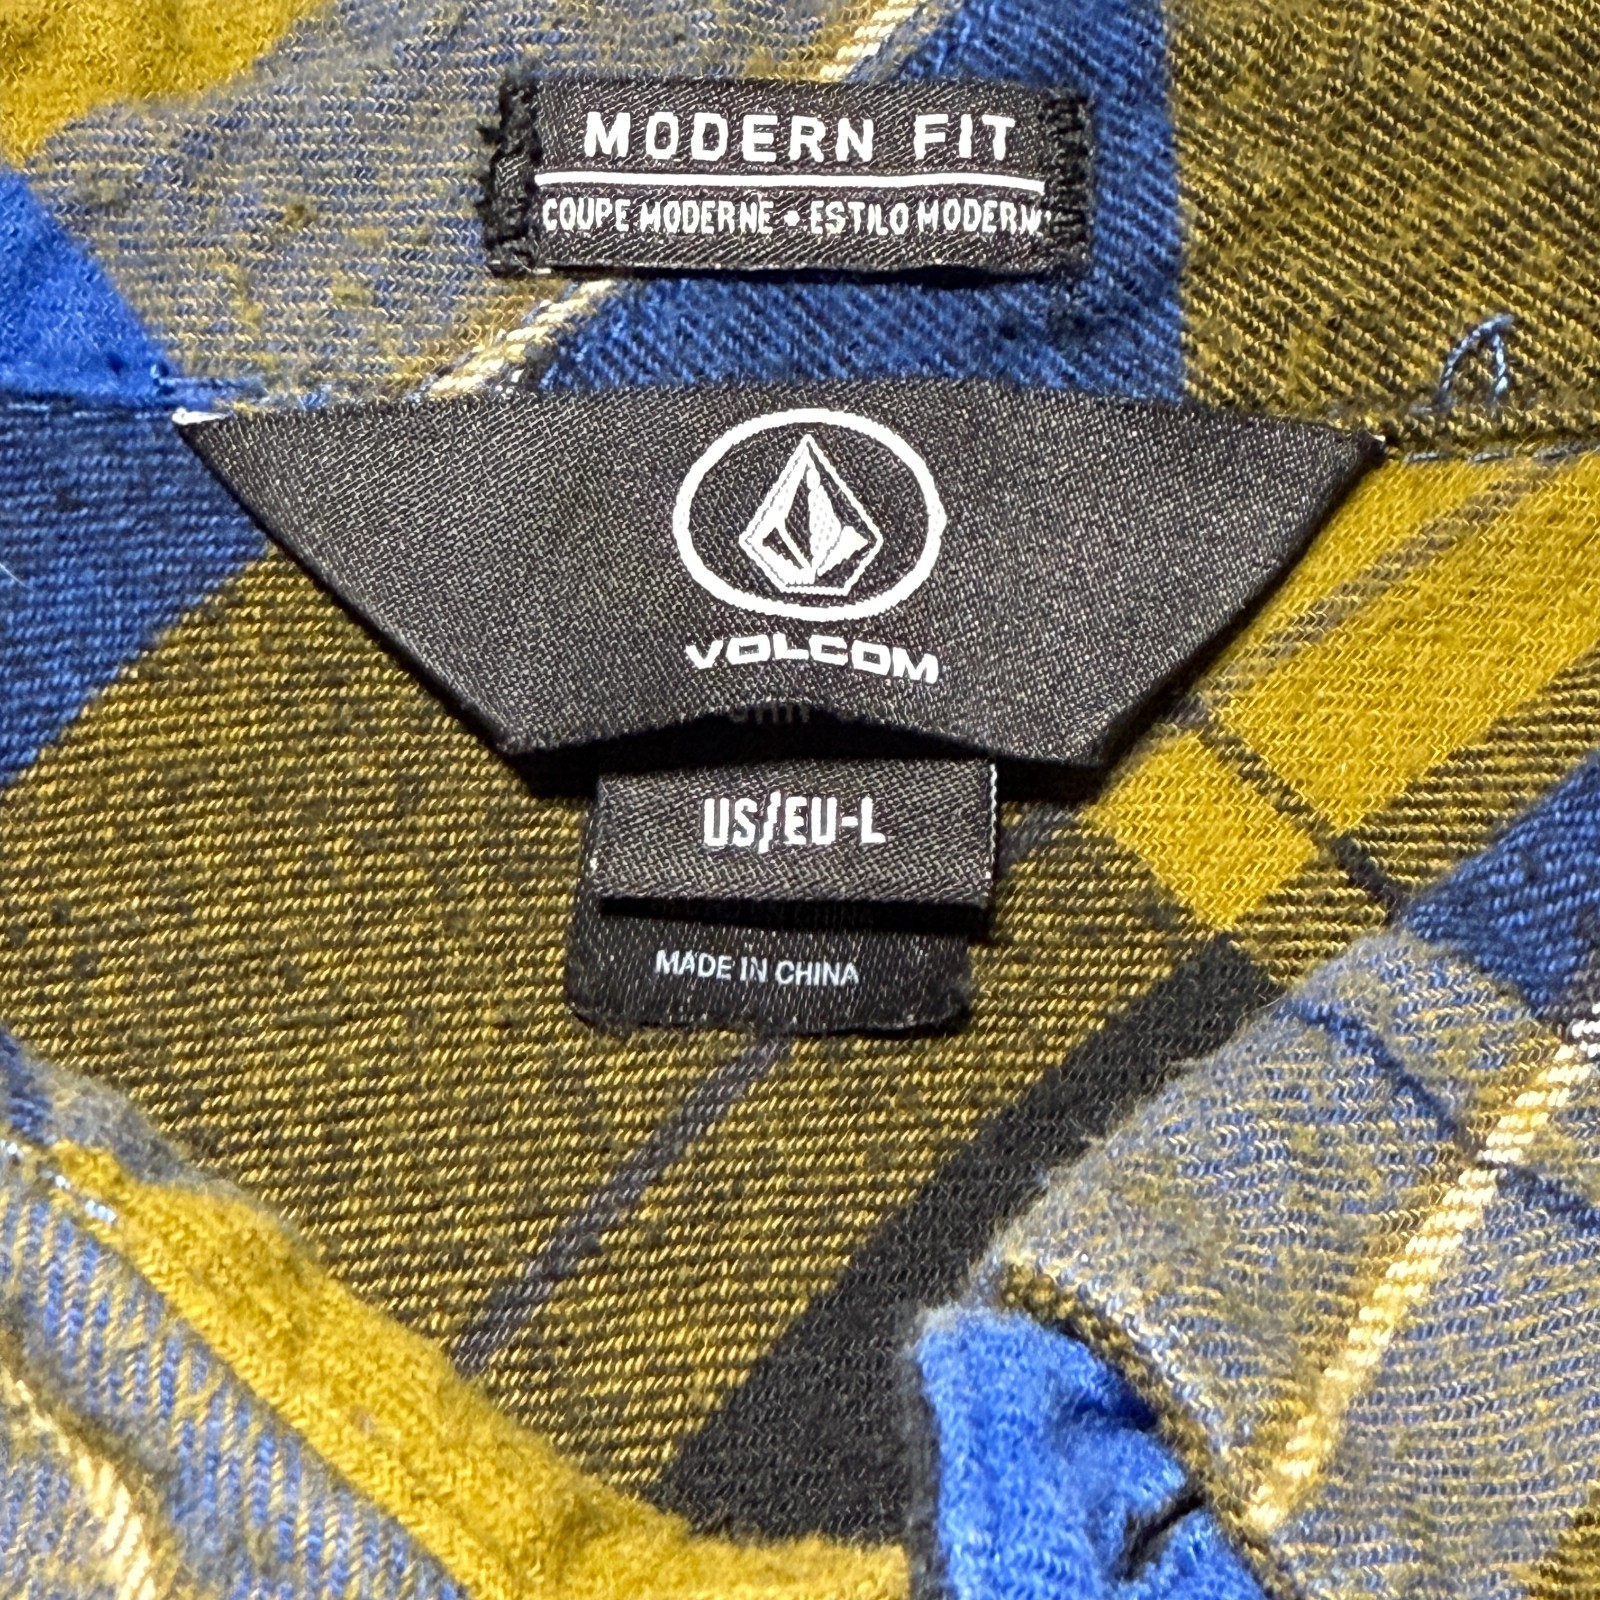 MODERN FIT
COUPE MODERNE • ESTILO MODERN
VOLCOM
US/EU-L
MADE IN CHINA